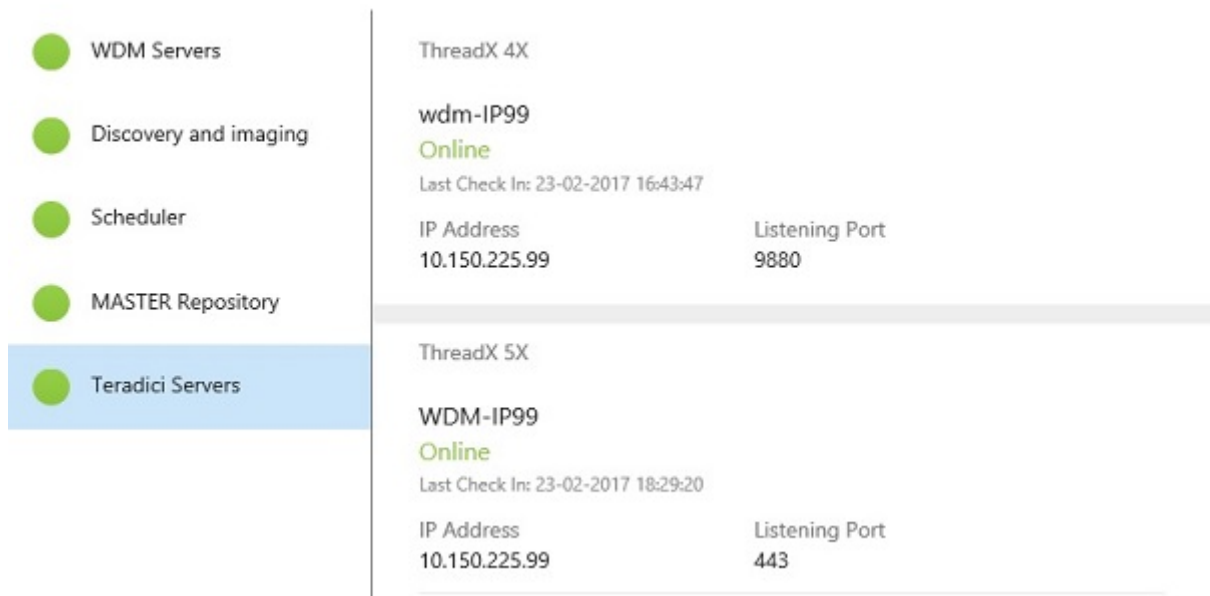 WDM Servers
Discovery and imaging
Scheduler
MASTER Repository
Teradici Servers
ThreadX 4X
wdm-IP99
Online
Last Check In: 23-02-2017 16:43:47
IP Address Listening Port
10.150.225.99 9880
ThreadX 5X
WDM-IP99
Online
Last Check In: 23-02-2017 18:29:20
IP Address Listening Port
10.150.225.99 443